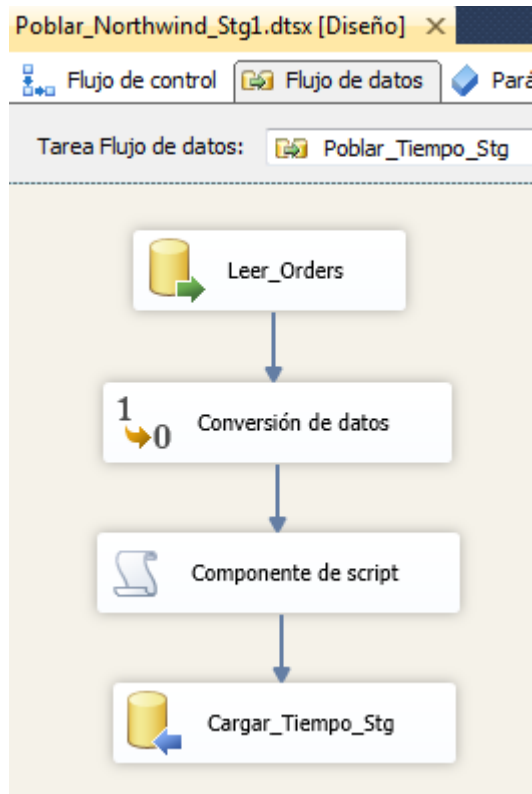 Poblar_Northwind_Stg1.dtsx [Diseño]
Flujo de control Flujo de datos Pará
Tarea Flujo de datos: Poblar_Tiempo_Stg
Leer_Orders
1
0
Conversión de datos
Componente de script
Cargar_Tiempo_Stg